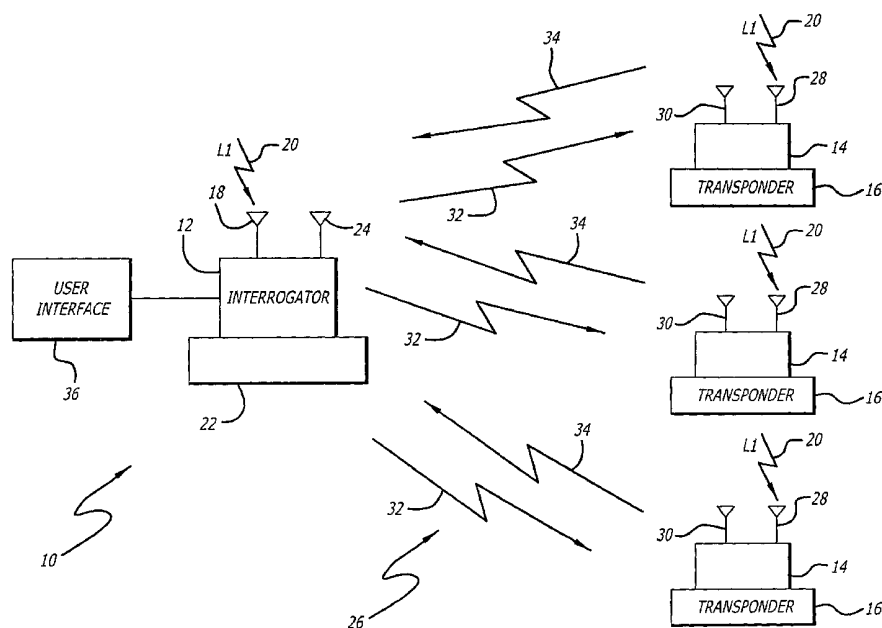 34
L1
20
30
28
14
TRANSPONDER
16
L1
20
18
12
24
32
USER
INTERFACE
INTERROGATOR
36
22
34
L1
20
30
28
32
14
TRANSPONDER
16
34
L1
20
32
30
28
14
TRANSPONDER
16
10
26